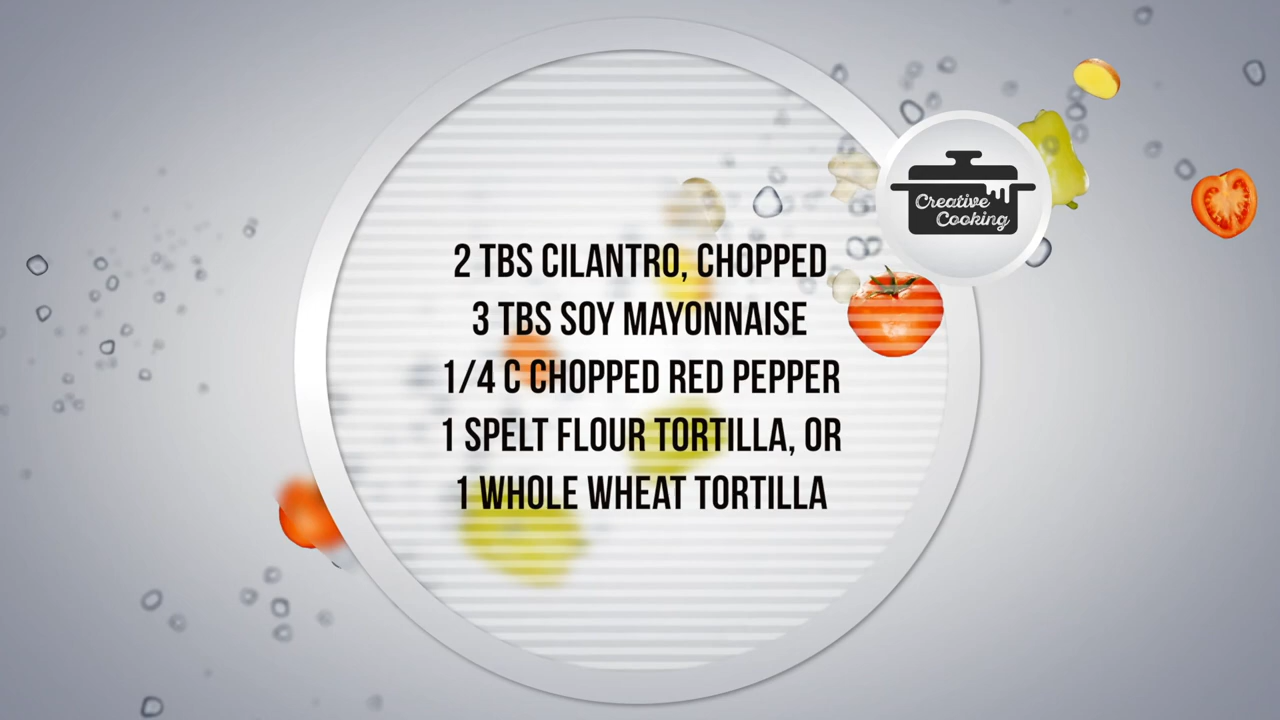 Creative
Cooking
2 TBS CILANTRO, CHOPPED
3 TBS SOY MAYONNAISE
1/4 C CHOPPED RED PEPPER
1 SPELT FLOUR TORTILLA, OR
1 WHOLE WHEAT TORTILLA